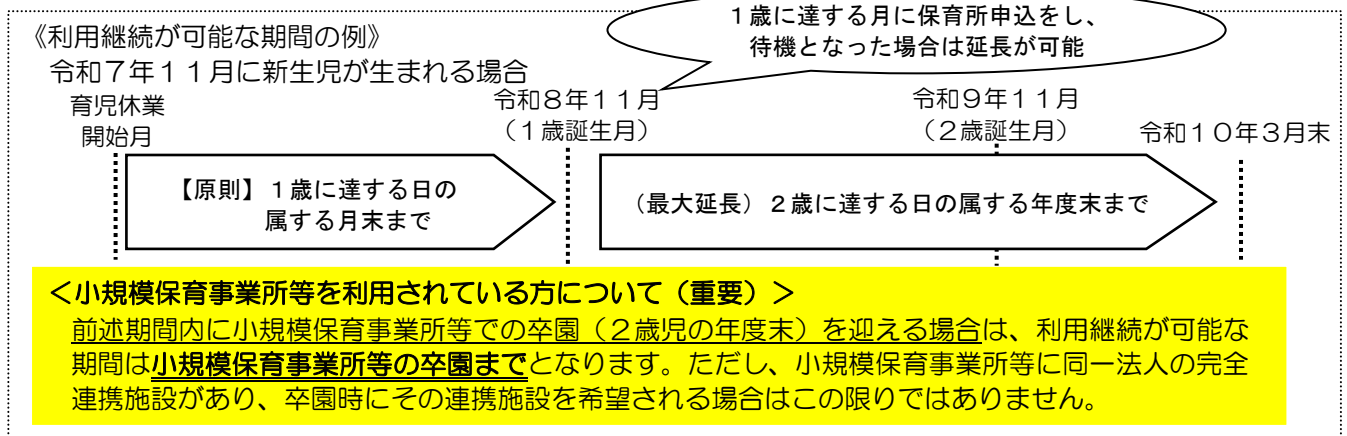 １歳に達する月に保育所申込をし、
待機となった場合は延長が可能
《利用継続が可能な期間の例》
令和７年１１月に新生児が生まれる場合
育児休業
開始月
令和８年１１月
（１歳誕生月）
令和９年１１月
（２歳誕生月）
令和１０年３月末
【原則】１歳に達する日の
属する月末まで
（最大延長）２歳に達する日の属する年度末まで
＜小規模保育事業所等を利用されている方について（重要）＞
前述期間内に小規模保育事業所等での卒園（２歳児の年度末）を迎える場合は、利用継続が可能な
期間は小規模保育事業所等の卒園までとなります。ただし、小規模保育事業所等に同一法人の完全
連携施設があり、卒園時にその連携施設を希望される場合はこの限りではありません。